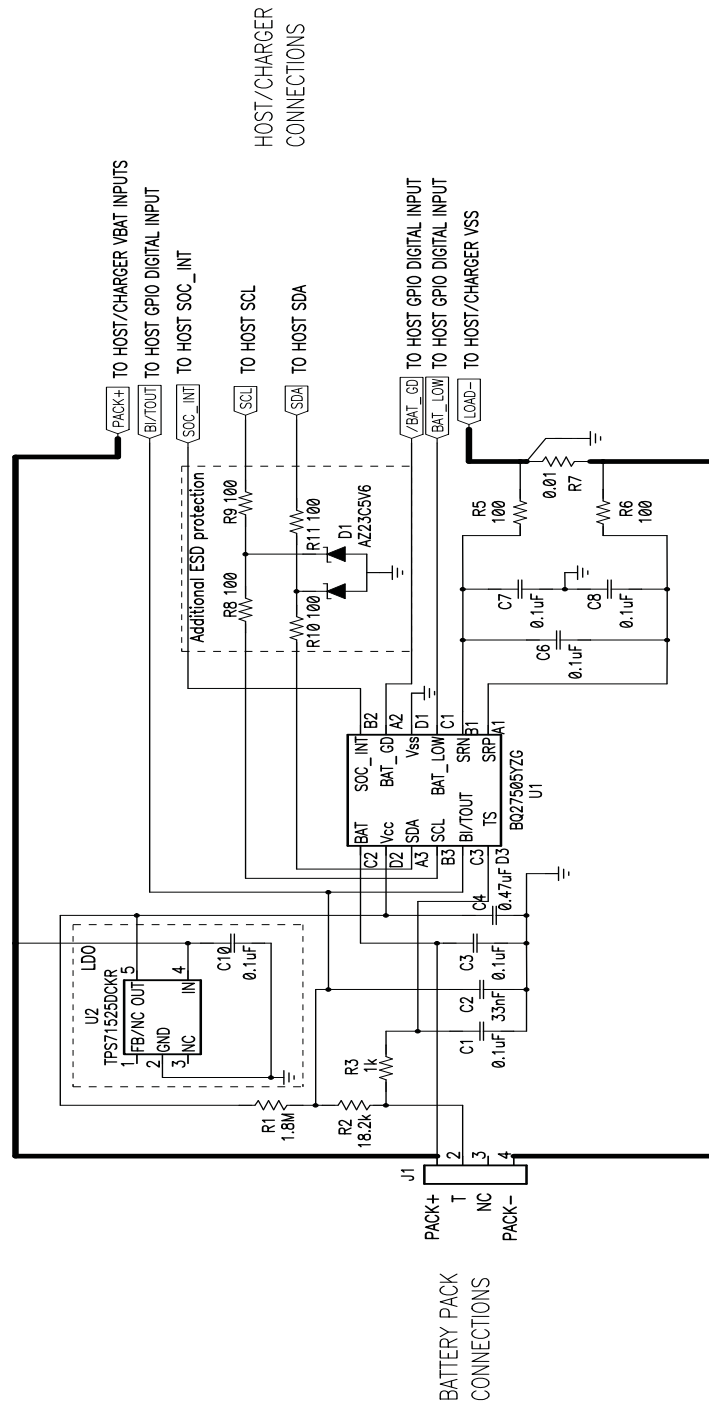 HOST/CHARGER
CONNECTIONS
PACK+
TO HOST/CHARGER VBAT INPUTS
BI/TOUT
TO HOST GPIO DIGITAL INPUT
SOC_INT
TO HOST SOC_INT
SCL
TO HOST SCL
SDA
TO HOST SDA
/BAT_GD
TO HOST GPIO DIGITAL INPUT
BAT_LOW
TO HOST GPIO DIGITAL INPUT
LOAD-
TO HOST/CHARGER VSS
Additional ESD protection
R8 100
R9 100
R10 100
R11 100
D1
AZ23C5V6
LDO
U2
TPS71525DCKR
1
FB/NC
OUT
5
2
GND
3
NC
IN
4
C10
0.1uF
R1
1.8M
R2
18.2k
R3
1k
C1
0.1uF
C2
33nF
C3
0.1uF
C4
0.47uF
BAT
C2
Vcc
D2
SDA
A3
SCL
B3
BI/TOUT
C3
TS
D3
SOC_INT
B2
BAT_GD
A2
Vss
D1
BAT_LOW
C1
SRN
B1
SRP
A1
BQ27505YZG
U1
C6
0.1uF
C7
0.1uF
C8
0.1uF
R5
100
R6
100
0.01
R7
J1
PACK+
T
2
NC
3
PACK-
4
BATTERY PACK
CONNECTIONS